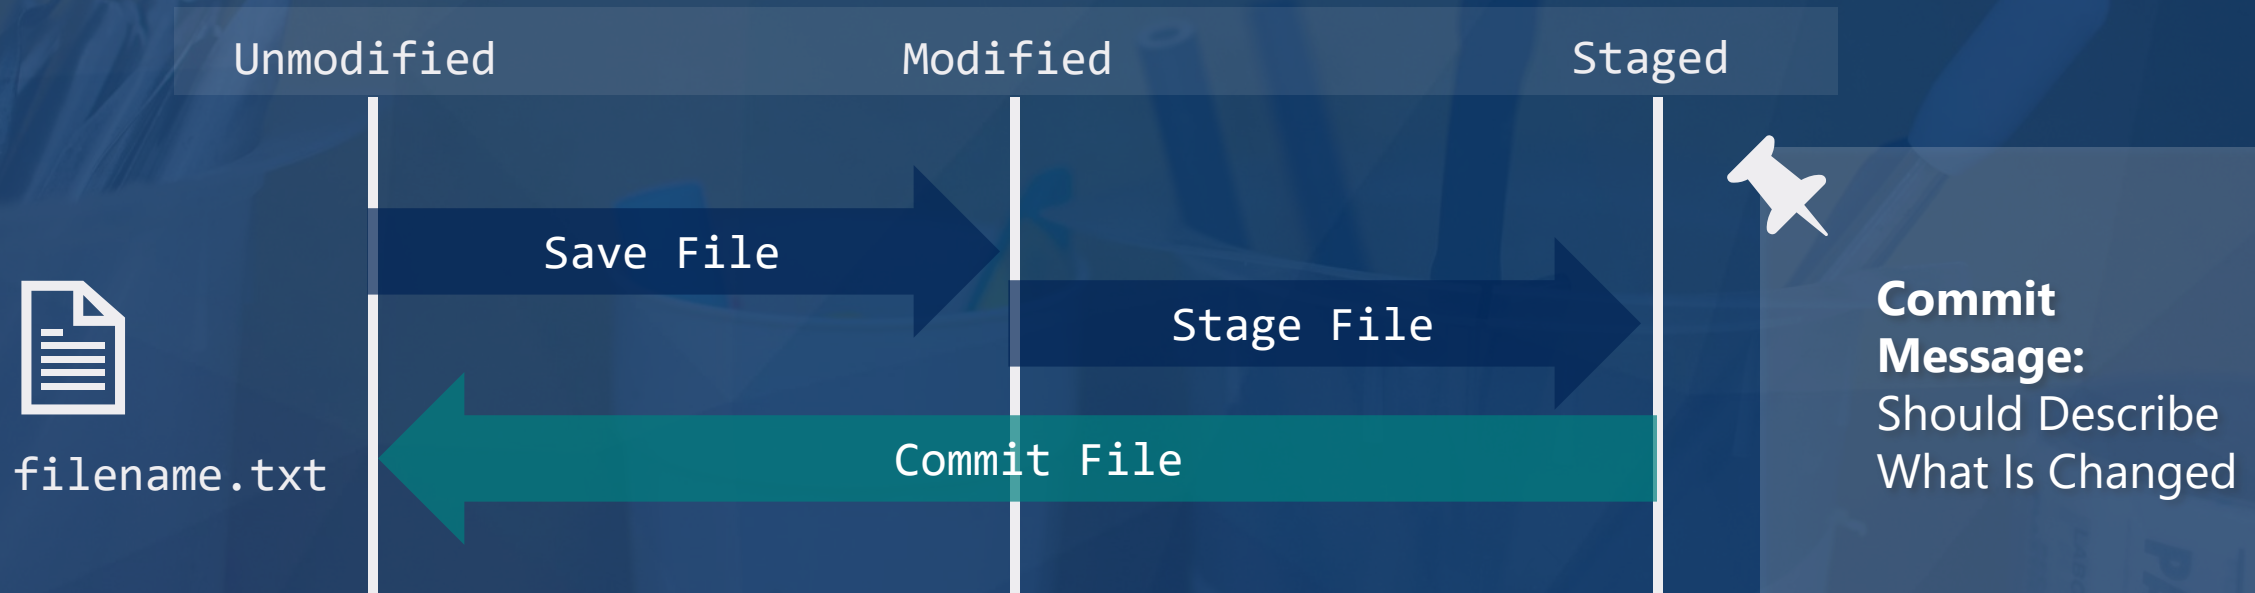 Unmodified
Modified
Staged
Save File
Stage File
Commit File
filename.txt
Commit
Message:
Should Describe
What Is Changed